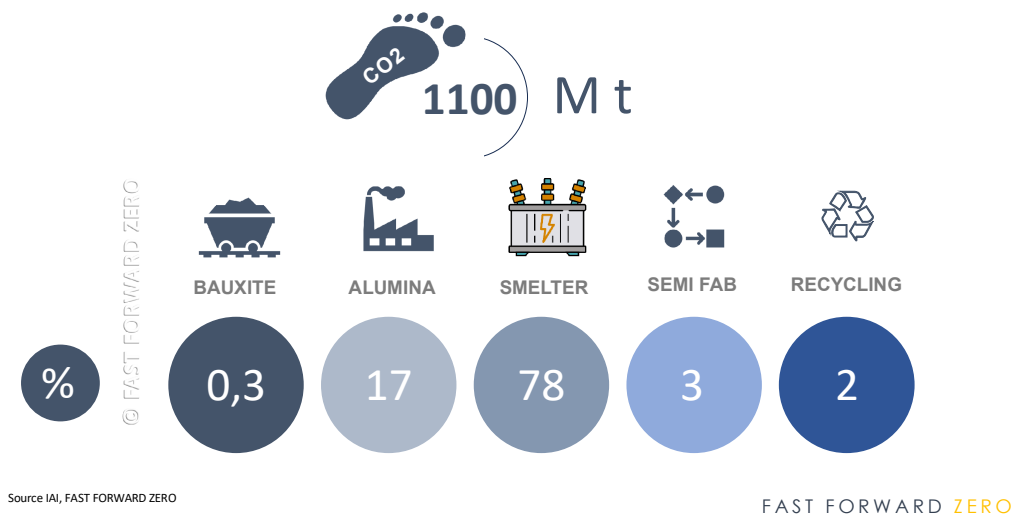 CO2
1100 M t
BAUXITE ALUMINA SMELTER SEMI FAB RECYCLING
% 0,3 17 78 3 2
© FAST FORWARD ZERO
Source IAI, FAST FORWARD ZERO
FAST FORWARD ZERO